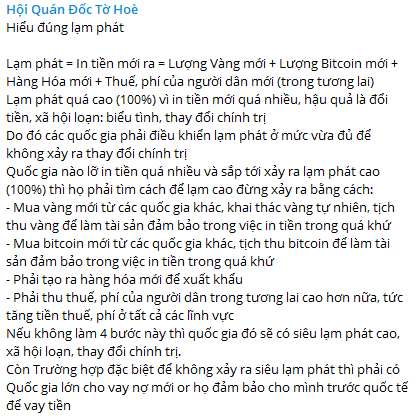 Hội Quán Đốc Tờ Hoè
Hiểu đúng lạm phát

Lạm phát = In tiền mới ra = Lượng Vàng mới + Lượng Bitcoin mới +
Hàng Hóa mới + Thuế, phí của người dân mới (trong tương lai)
Lạm phát quá cao (100%) vì in tiền mới quá nhiều, hậu quả là đổi
tiền, xã hội loạn: biểu tình, thay đổi chính trị
Do đó các quốc gia phải điều khiển lạm phát ở mức vừa đủ để
không xảy ra thay đổi chính trị
Quốc gia nào lỡ in tiền quá nhiều và sắp tới xảy ra lạm phát cao
(100%) thì họ phải tìm cách để lạm cao đừng xảy ra bằng cách:
- Mua vàng mới từ các quốc gia khác, khai thác vàng tự nhiên, tịch
thu vàng để làm tài sản đảm bảo trong việc in tiền trong quá khứ
- Mua bitcoin mới từ các quốc gia khác, tịch thu bitcoin để làm tài
sản đảm bảo trong việc in tiền trong quá khứ
- Phải tạo ra hàng hóa mới để xuất khẩu
- Phải thu thuế, phí của người dân trong tương lai cao hơn nữa, tức
tăng tiền thuế, phí ở tất cả các lĩnh vực
Nếu không làm 4 bước này thì quốc gia đó sẽ có siêu lạm phát cao,
xã hội loạn, thay đổi chính trị.
Còn Trường hợp đặc biệt để không xảy ra siêu lạm phát thì phải có
Quốc gia lớn cho vay nợ mới or họ đảm bảo cho mình trước quốc tế
để vay tiền